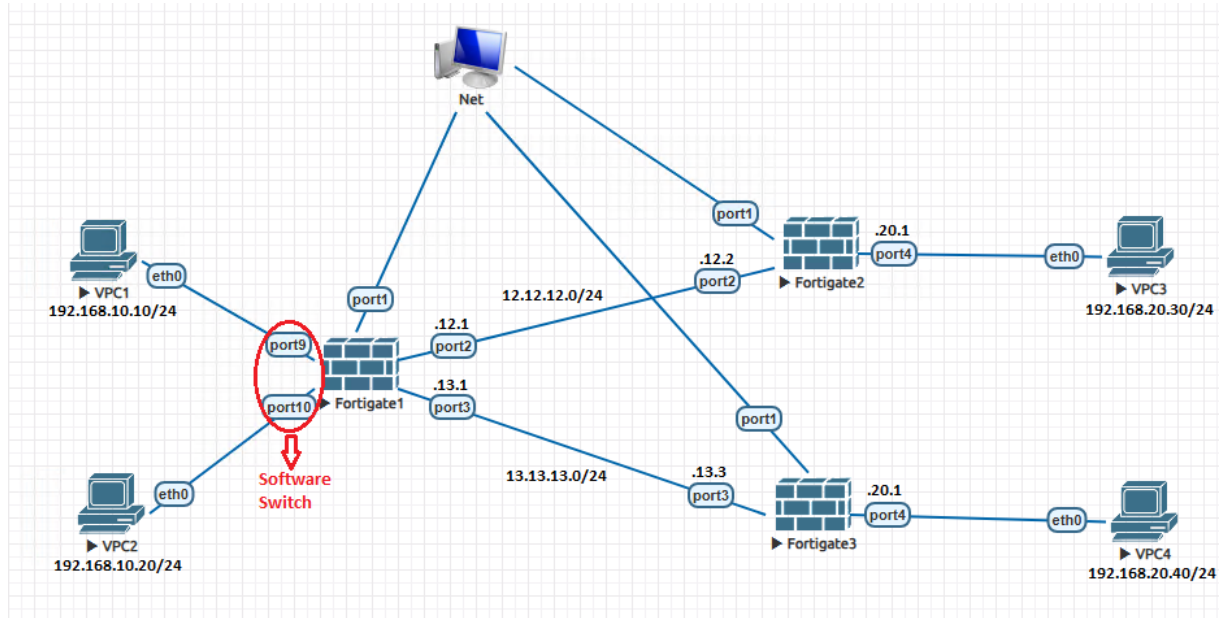 Net
port1
.20.1
port4
eth0
.12.2
port2
▶ Fortigate2
▶ VPC3
192.168.20.30/24
eth0
▶ VPC1
192.168.10.10/24
port1
12.12.12.0/24
.12.1
port2
port9
.13.1
port3
port10
▶ Fortigate1
port1
Software
Switch
13.13.13.0/24
.13.3
port3
.20.1
port4
eth0
▶ Fortigate3
▶ VPC4
192.168.20.40/24
eth0
▶ VPC2
192.168.10.20/24